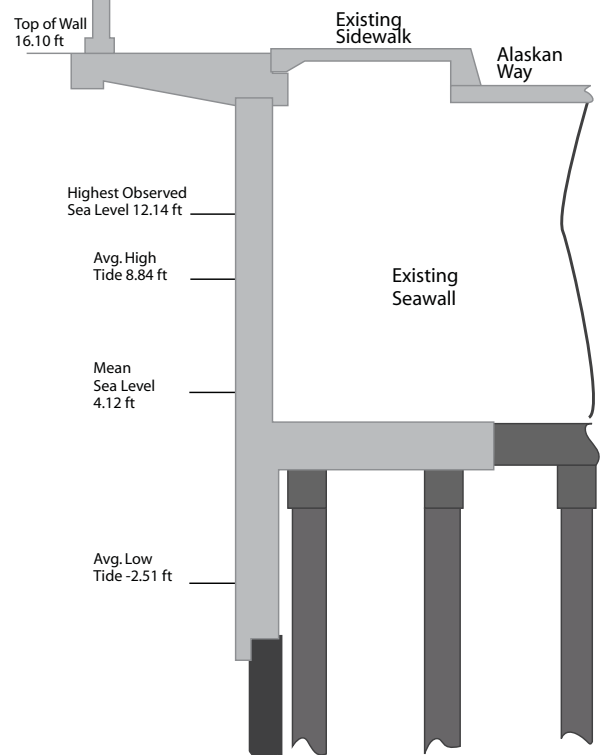 Top of Wall
16.10 ft
Existing
Sidewalk
Alaskan
Way
Highest Observed
Sea Level 12.14 ft
Avg. High
Tide 8.84 ft
Existing
Seawall
Mean
Sea Level
4.12 ft
Avg. Low
Tide -2.51 ft